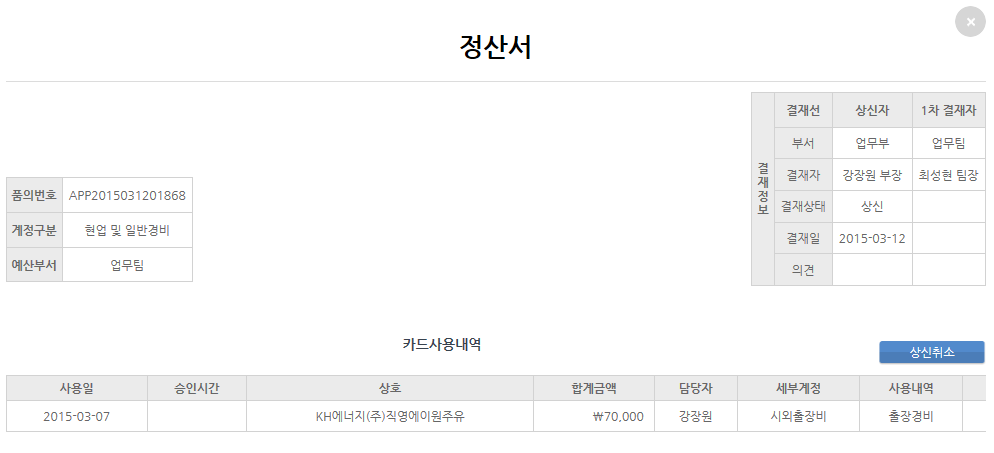 정산서
결재정보
결재선 상신자 1차 결재자
부서 업무부 업무팀
결재자 강장원 부장 최성현 팀장
결재상태 상신
결재일 2015-03-12
의견
품의번호 APP2015031201868
계정구분 현업 및 일반경비
예산부서 업무팀
카드사용내역
상신취소
사용일 승인시간 상호 합계금액 담당자 세부계정 사용내역
2015-03-07 KH에너지(주)직영에이원주유 ₩70,000 강장원 시외출장비 출장경비